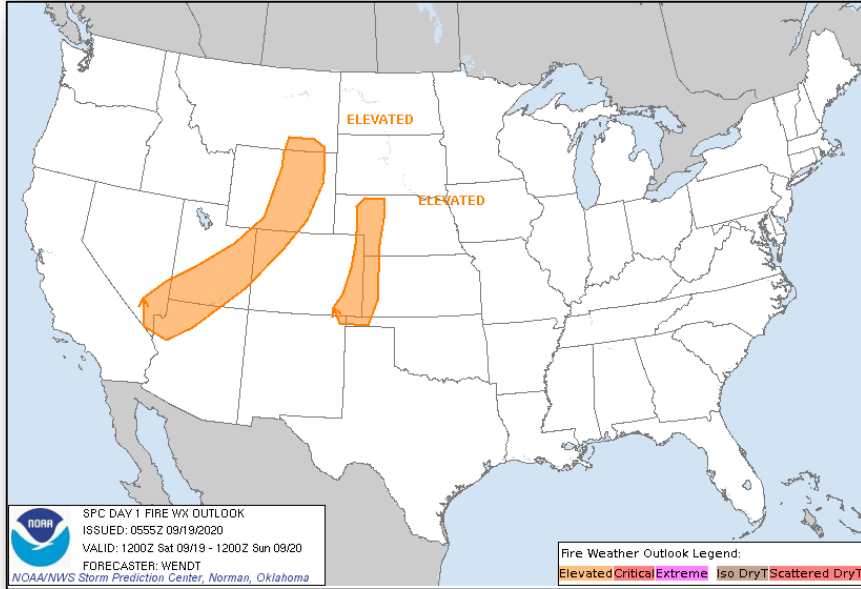 ELEVATED
ELEVATED
NOAA
SPC DAY 1 FIRE WX OUTLOOK
ISSUED: 0555Z 09/19/2020
VALID: 1200Z Sat 09/19 - 1200Z Sun 09/20
FORECASTER: WENDT
NOAA/NWS Storm Prediction Center, Norman, Oklahoma
Fire Weather Outlook Legend:
Elevated Critical Extreme Iso DryT Scattered DryT